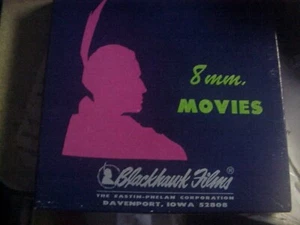 8mm.
MOVIES
Blackhawk Films®
THE EASTIN-PHELAN CORPORATION
DAVENPORT, IOWA 52808